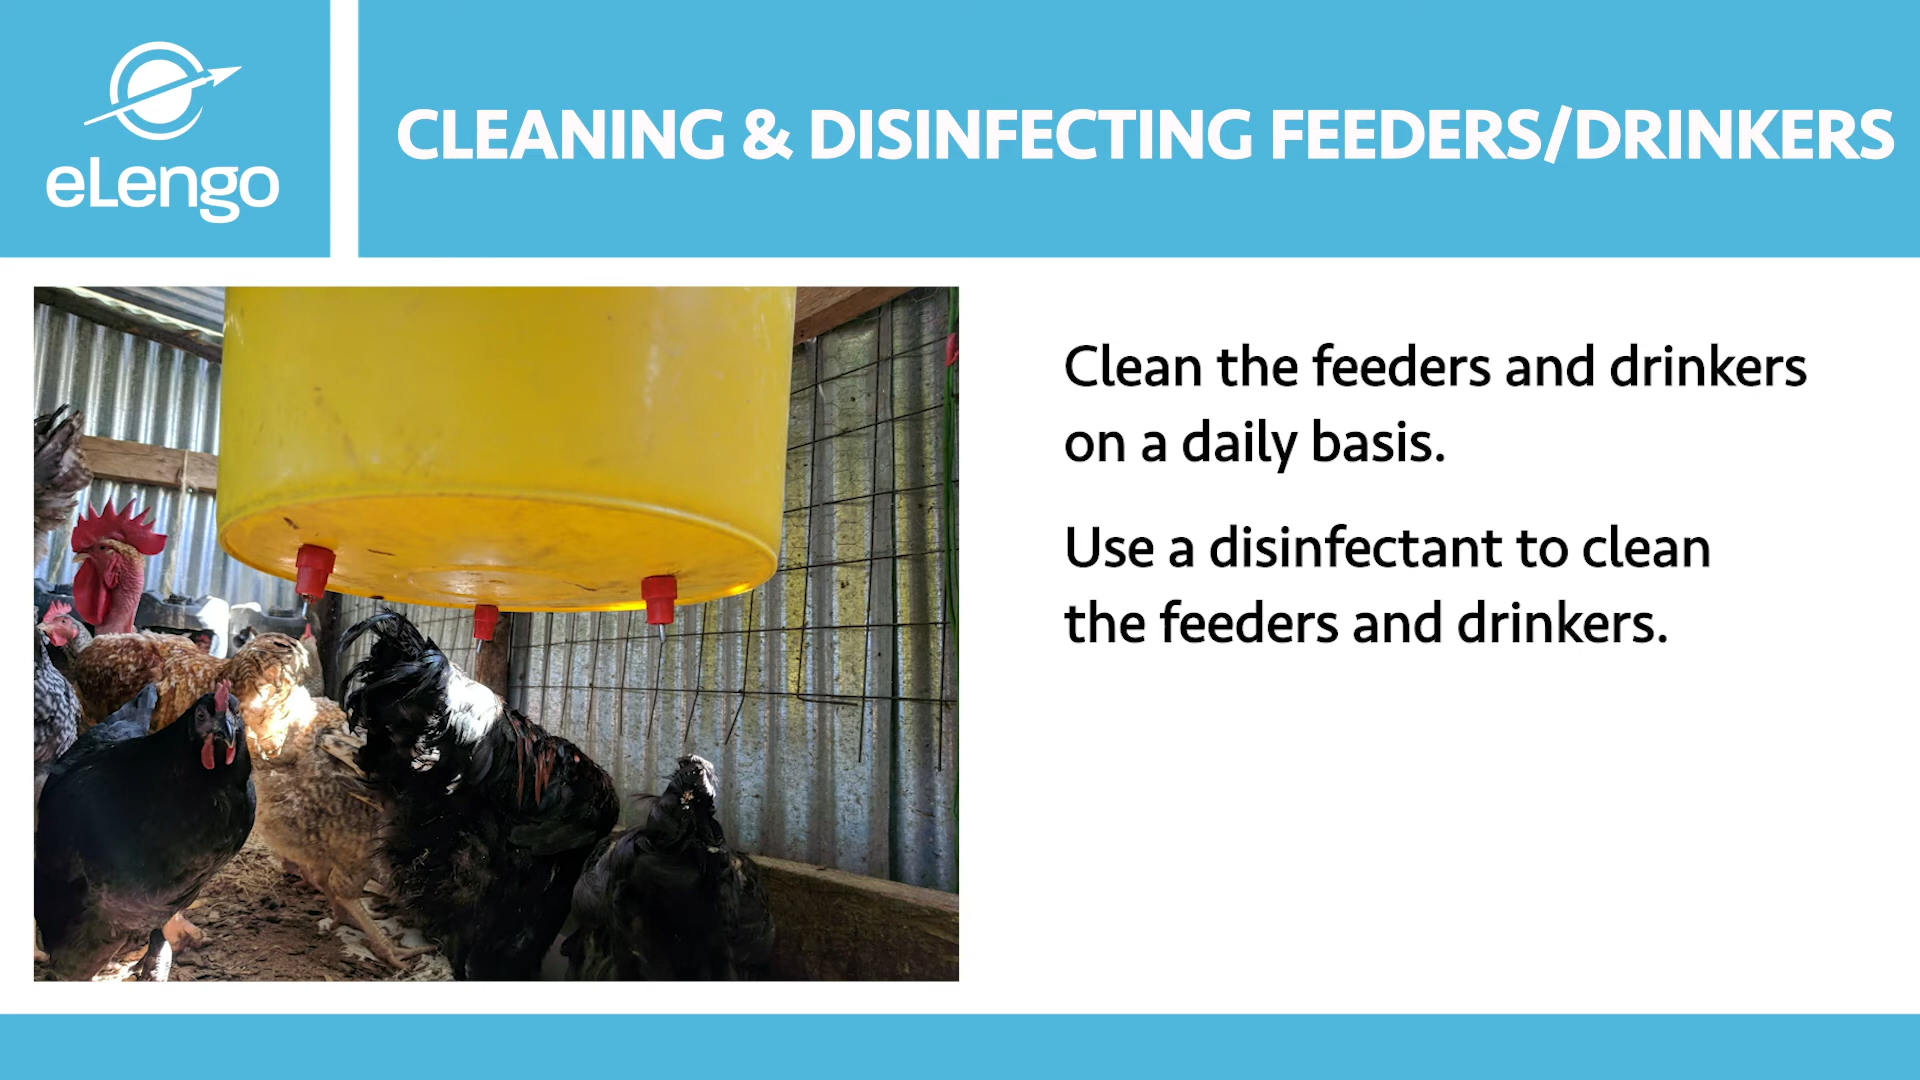 eLengo
CLEANING & DISINFECTING FEEDERS/DRINKERS
Clean the feeders and drinkers
on a daily basis.
Use a disinfectant to clean
the feeders and drinkers.